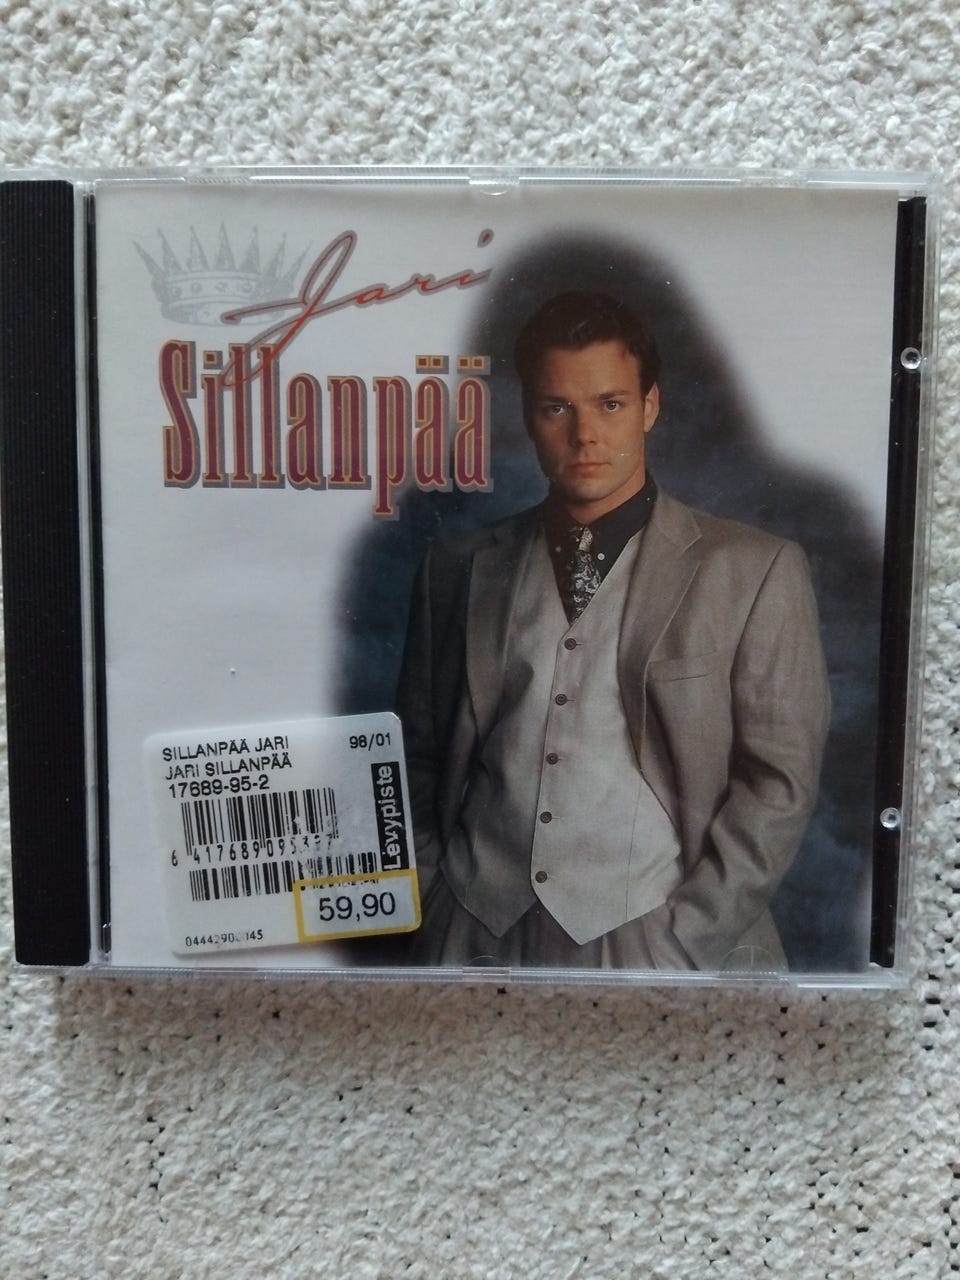 Jari
Sillanpää
SILLANPÄÄ JARI 98/01
JARI SILLANPÄÄ
17689-95-2
Levypiste
59,90